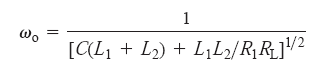 ω₀ = 1 / [C(L₁ + L₂) + L₁L₂/R₁R_L]^1/2